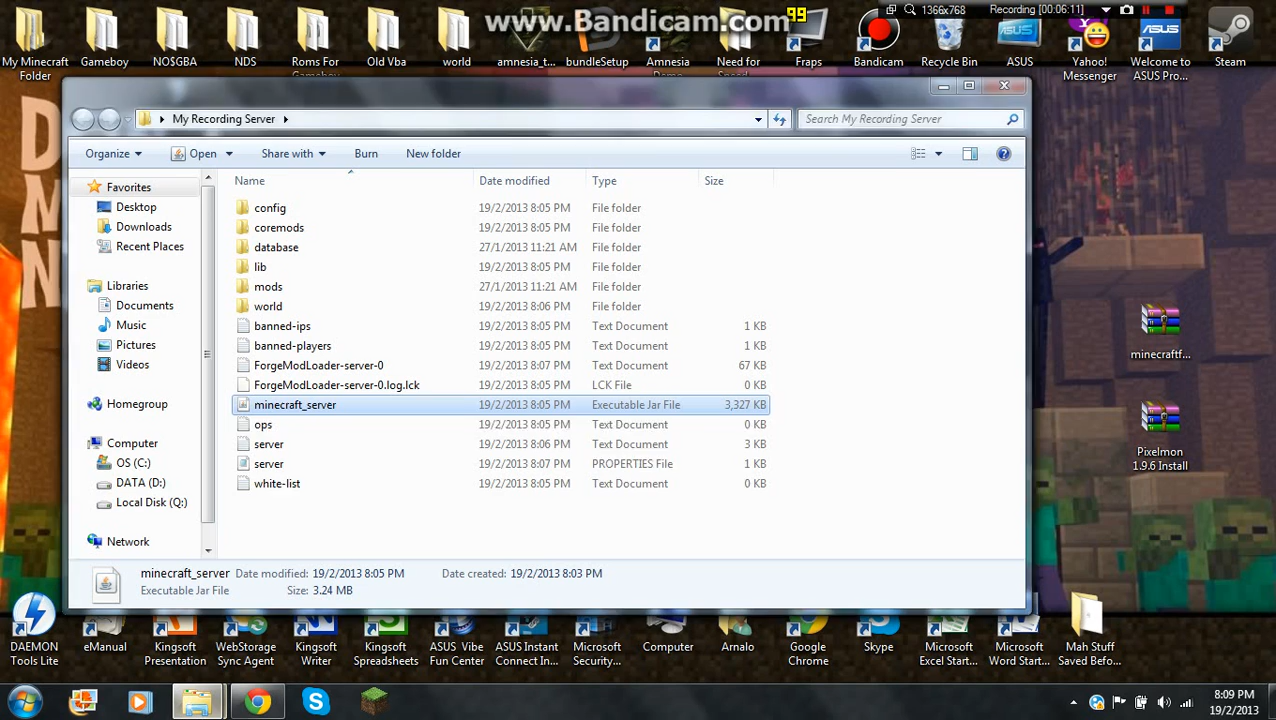 www.Bandicam.com
99
1366x768
Recording [00:06:11]
My Minecraft Folder
Gameboy
NO$GBA
NDS
Roms For
Old Vba
world
amnesia_t...
bundleSetup
Amnesia
Need for
Fraps
Bandicam
Recycle Bin
ASUS
Yahoo! Messenger
Welcome to ASUS Pro...
Steam
My Recording Server
Search My Recording Server
Organize
Open
Share with
Burn
New folder
Favorites
Desktop
Downloads
Recent Places
Libraries
Documents
Music
Pictures
Videos
Homegroup
Computer
OS (C:)
DATA (D:)
Local Disk (Q:)
Network
Name Date modified Type Size
config 19/2/2013 8:05 PM File folder
coremods 19/2/2013 8:05 PM File folder
database 27/1/2013 11:21 AM File folder
lib 19/2/2013 8:05 PM File folder
mods 27/1/2013 11:21 AM File folder
world 19/2/2013 8:06 PM File folder
banned-ips 19/2/2013 8:05 PM Text Document 1 KB
banned-players 19/2/2013 8:05 PM Text Document 1 KB
ForgeModLoader-server-0 19/2/2013 8:07 PM Text Document 67 KB
ForgeModLoader-server-0.log.lck 19/2/2013 8:05 PM LCK File 0 KB
minecraft_server 19/2/2013 8:05 PM Executable Jar File 3,327 KB
ops 19/2/2013 8:05 PM Text Document 0 KB
server 19/2/2013 8:06 PM Text Document 3 KB
server 19/2/2013 8:07 PM PROPERTIES File 1 KB
white-list 19/2/2013 8:05 PM Text Document 0 KB
minecraft_server Date modified: 19/2/2013 8:05 PM Date created: 19/2/2013 8:03 PM
Executable Jar File Size: 3.24 MB
minecraftf...
Pixelmon
1.9.6 Install
DAEMON Tools Lite
eManual
Kingsoft Presentation
WebStorage Sync Agent
Kingsoft Writer
Kingsoft Spreadsheets
ASUS Vibe Fun Center
ASUS Instant Connect In...
Microsoft Security...
Computer
Arnalo
Google Chrome
Skype
Microsoft Excel Start...
Microsoft Word Start...
Mah Stuff Saved Befo...
8:09 PM
19/2/2013